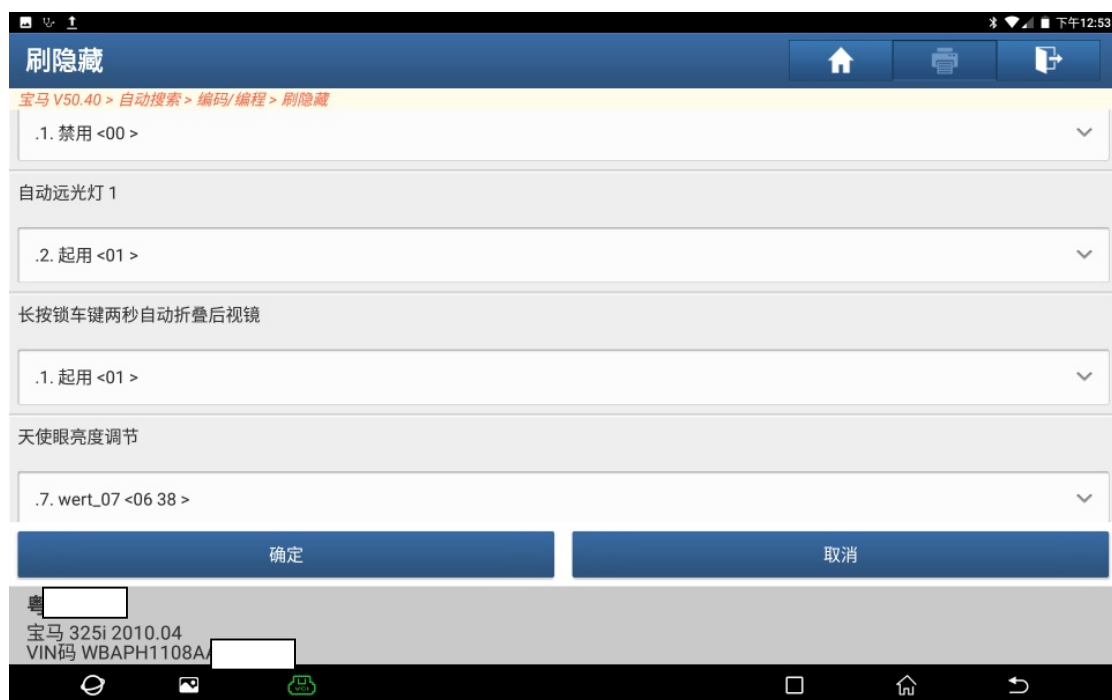 下午12:53
刷隐藏
宝马 V50.40 > 自动搜索 > 编码/编程 > 刷隐藏
.1. 禁用 <00 >
自动远光灯 1
.2. 起用 <01 >
长按锁车键两秒自动折叠后视镜
.1. 起用 <01 >
天使眼亮度调节
.7. wert_07 <06 38 >
确定 取消
粤
宝马 325i 2010.04
VIN码 WBAPH1108A
VCI